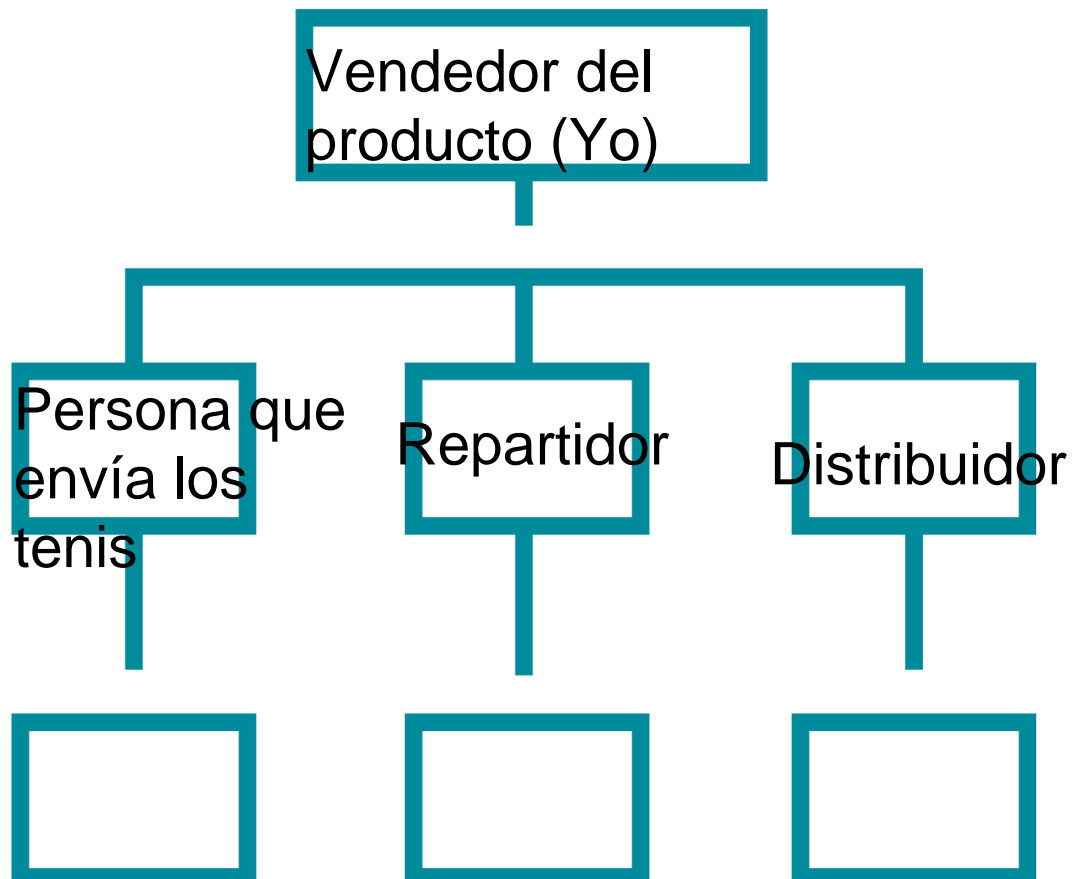 Vendedor del
producto (Yo)
Persona que
envía los
tenis
Repartidor
Distribuidor